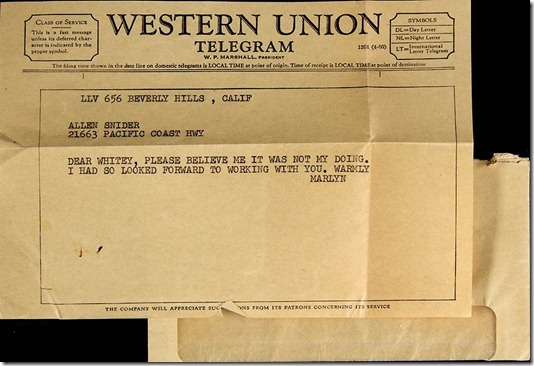 CLASS OF SERVICE
This is a fast message
unless its deferred char-
acter is indicated by the
proper symbol.
WESTERN UNION
TELEGRAM
W. P. MARSHALL, PRESIDENT
1201 (4-60)
SYMBOLS
DL=Day Letter
NL=Night Letter
LT=International Letter Telegram
The filing time shown in the date line on domestic telegrams is LOCAL TIME at point of origin. Time of receipt is LOCAL TIME at point of destination
LLV 656 BEVERLY HILLS , CALIF
ALLEN SNIDER
21663 PACIFIC COAST HWY
DEAR WHITEY, PLEASE BELIEVE ME IT WAS NOT MY DOING.
I HAD SO LOOKED FORWARD TO WORKING WITH YOU. WARMLY
MARLYN
THE COMPANY WILL APPRECIATE SUGGESTIONS FROM ITS PATRONS CONCERNING ITS SERVICE